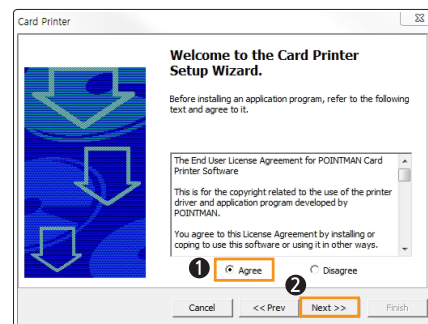 Card Printer
Welcome to the Card Printer
Setup Wizard.
Before installing an application program, refer to the following
text and agree to it.
The End User License Agreement for POINTMAN Card
Printer Software
This is for the copyright related to the use of the printer
driver and application program developed by
POINTMAN.
You agree to this License Agreement by installing or
coping to use this software or using it in other ways.
1 Agree Disagree
2
Cancel << Prev Next >> Finish